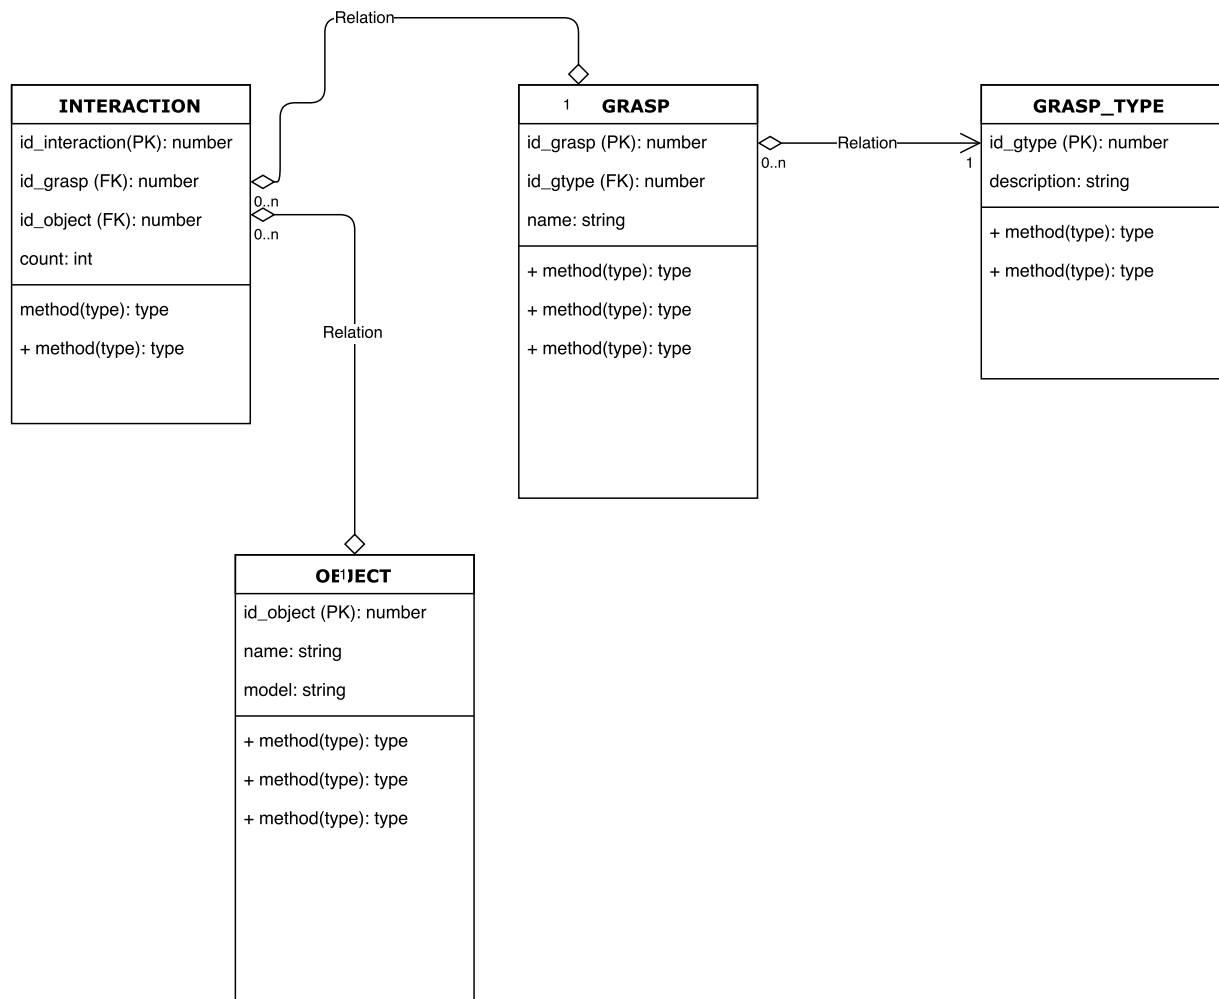 Relation
INTERACTION
id_interaction(PK): number
id_grasp (FK): number
id_object (FK): number
count: int
method(type): type
+ method(type): type
0..n
0..n
Relation
1
GRASP
id_grasp (PK): number
id_gtype (FK): number
name: string
+ method(type): type
+ method(type): type
+ method(type): type
0..n
Relation
1
GRASP_TYPE
id_gtype (PK): number
description: string
+ method(type): type
+ method(type): type
OBJECT
1
id_object (PK): number
name: string
model: string
+ method(type): type
+ method(type): type
+ method(type): type